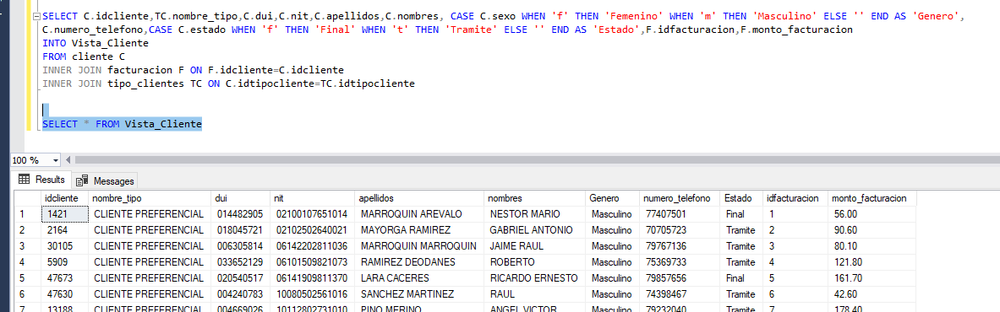 SELECT C.idcliente,TC.nombre_tipo,C.dui,C.nit,C.apellidos,C.nombres, CASE C.sexo WHEN 'f' THEN 'Femenino' WHEN 'm' THEN 'Masculino' ELSE '' END AS 'Genero',
C.numero_telefono,CASE C.estado WHEN 'f' THEN 'Final' WHEN 't' THEN 'Tramite' ELSE '' END AS 'Estado',F.idfacturacion,F.monto_facturacion
INTO Vista_Cliente
FROM cliente C
INNER JOIN facturacion F ON F.idcliente=C.idcliente
INNER JOIN tipo_clientes TC ON C.idtipocliente=TC.idtipocliente
SELECT * FROM Vista_Cliente
100 %
Results Messages
idcliente nombre_tipo dui nit apellidos nombres Genero numero_telefono Estado idfacturacion monto_facturacion
1 1421 CLIENTE PREFERENCIAL 014482905 02100107651014 MARROQUIN AREVALO NESTOR MARIO Masculino 77407501 Final 1 56.00
2 2164 CLIENTE PREFERENCIAL 018045721 02102502640021 MAYORGA RAMIREZ GABRIEL ANTONIO Masculino 70705723 Tramite 2 90.60
3 30105 CLIENTE PREFERENCIAL 006305814 06142202811036 MARROQUIN MARROQUIN JAIME RAUL Masculino 79767136 Tramite 3 80.10
4 5909 CLIENTE PREFERENCIAL 033652129 06101509821073 RAMIREZ DEODANES ROBERTO Masculino 75369733 Tramite 4 121.80
5 47673 CLIENTE PREFERENCIAL 020540517 06141909811370 LARA CACERES RICARDO ERNESTO Masculino 79857656 Final 5 161.70
6 47630 CLIENTE PREFERENCIAL 004240783 10080502561016 SANCHEZ MARTINEZ RAUL Masculino 74398467 Tramite 6 42.60
7 13188 CLIENTE PREFERENCIAL 004669026 10112802731010 PINO MERINO ANGEL VICTOR Masculino 79232040 Tramite 7 178.40